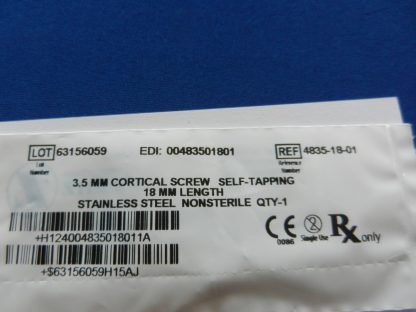 LOT 63156059 EDI: 00483501801 REF 4835-18-01
Lot Number Reference Number
3.5 MM CORTICAL SCREW SELF-TAPPING
18 MM LENGTH
STAINLESS STEEL NONSTERILE QTY-1
+H124004835018011A
CE 0086 2 Single Use Rx only
+$63156059H15AJ